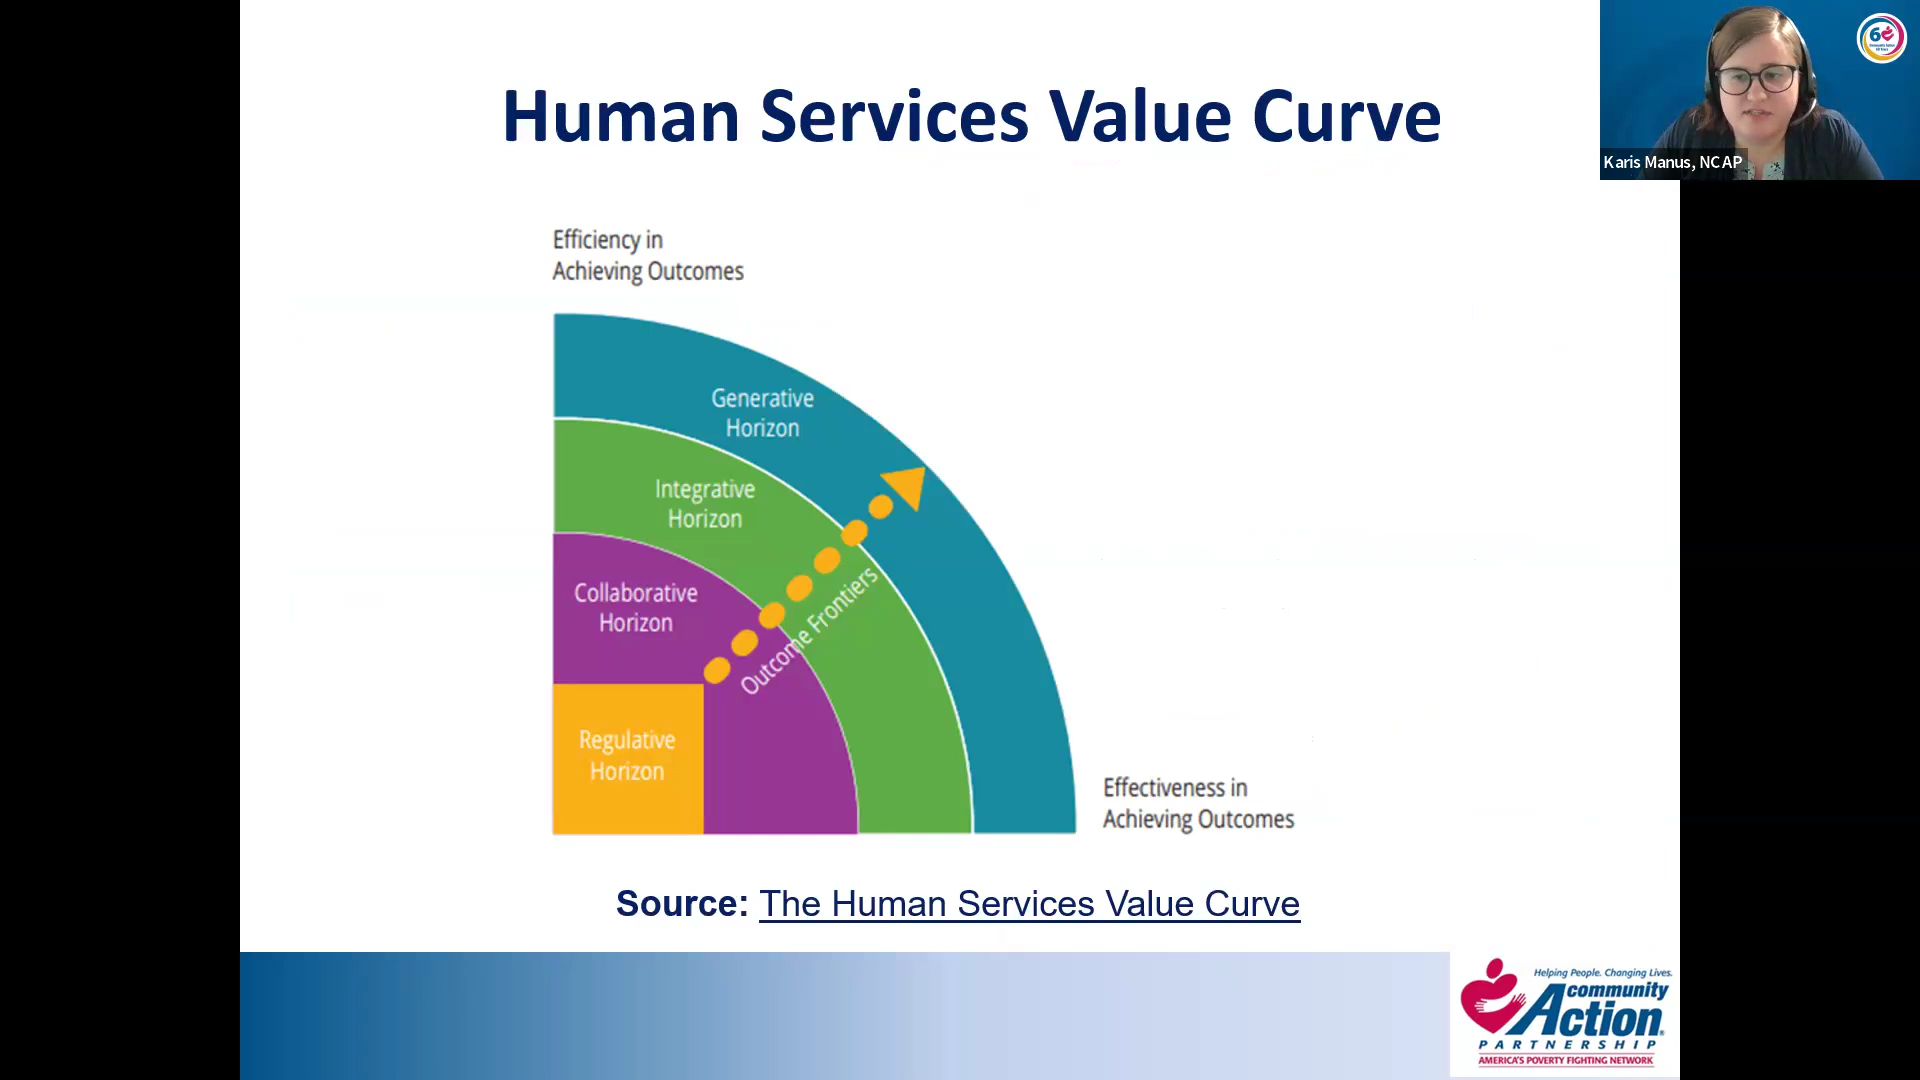 Human Services Value Curve
Karis Manus, NCAP
Efficiency in
Achieving Outcomes
Generative
Horizon
Integrative
Horizon
Collaborative
Horizon
Outcome Frontiers
Regulative
Horizon
Effectiveness in
Achieving Outcomes
Source: The Human Services Value Curve
Helping People. Changing Lives.
community
Action
PARTNERSHIP
AMERICA'S POVERTY FIGHTING NETWORK